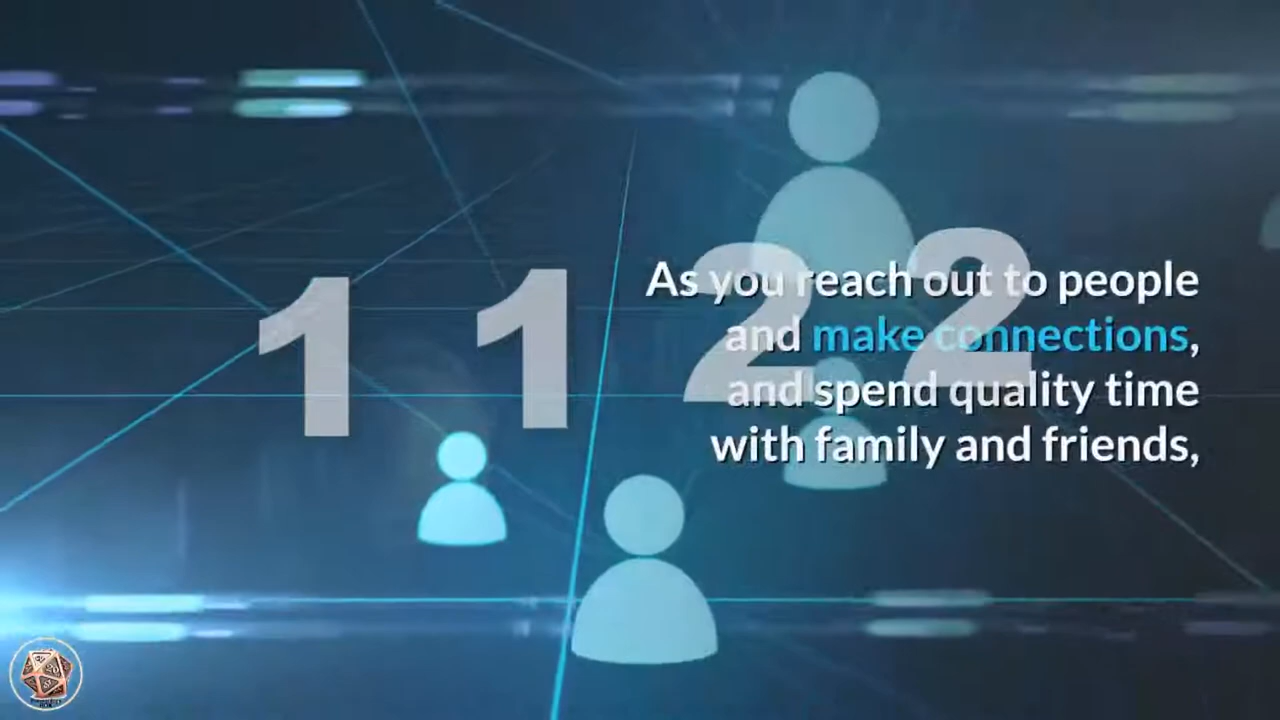 1 1 2 2
As you reach out to people
and make connections,
and spend quality time
with family and friends,